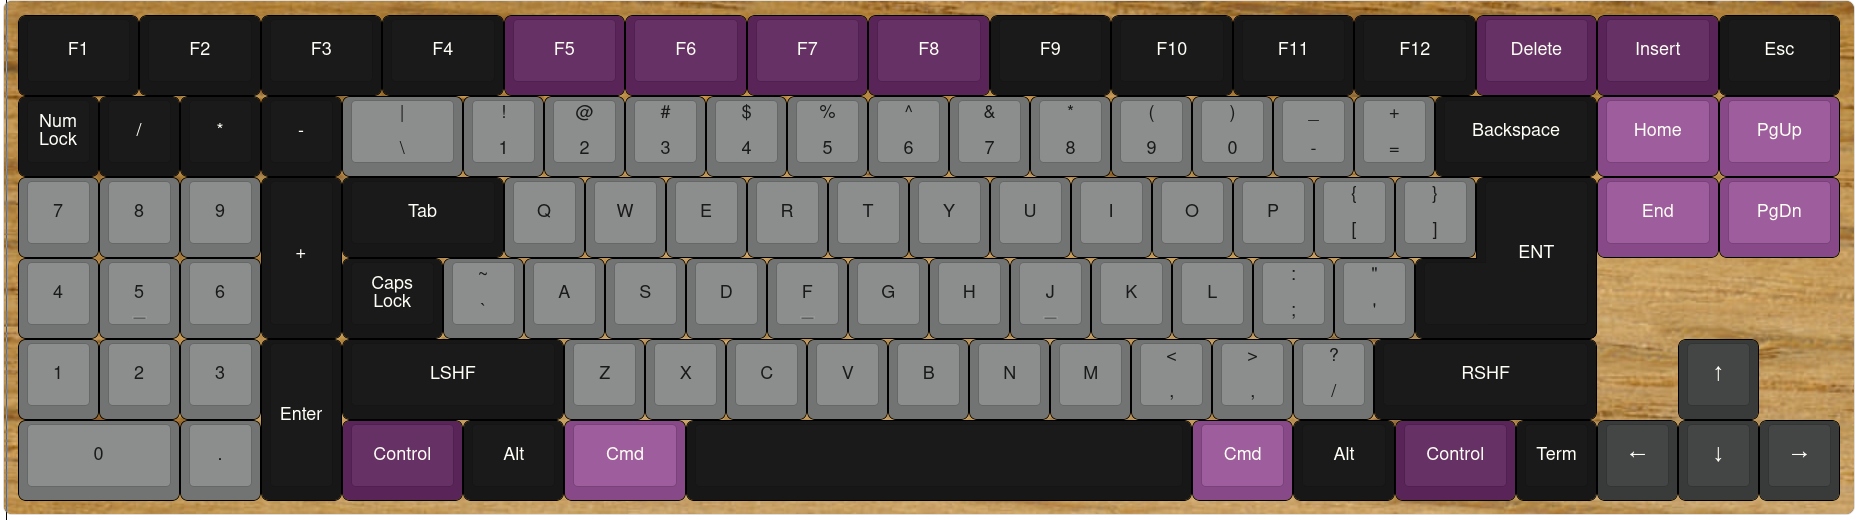 F1 F2 F3 F4 F5 F6 F7 F8 F9 F10 F11 F12 Delete Insert Esc
Num Lock / * - | \ ! 1 @ 2 # 3 $ 4 % 5 ^ 6 & 7 * 8 ( 9 ) 0 _ - + = Backspace Home PgUp
7 8 9 + Tab Q W E R T Y U I O P { [ } ] ENT End PgDn
4 5 _ 6 Caps Lock ~ ` A S D F _ G H J _ K L : ; " '
1 2 3 Enter LSHF Z X C V B N M < , > , ? / RSHF ↑
0 . Control Alt Cmd Cmd Alt Control Term ← ↓ →